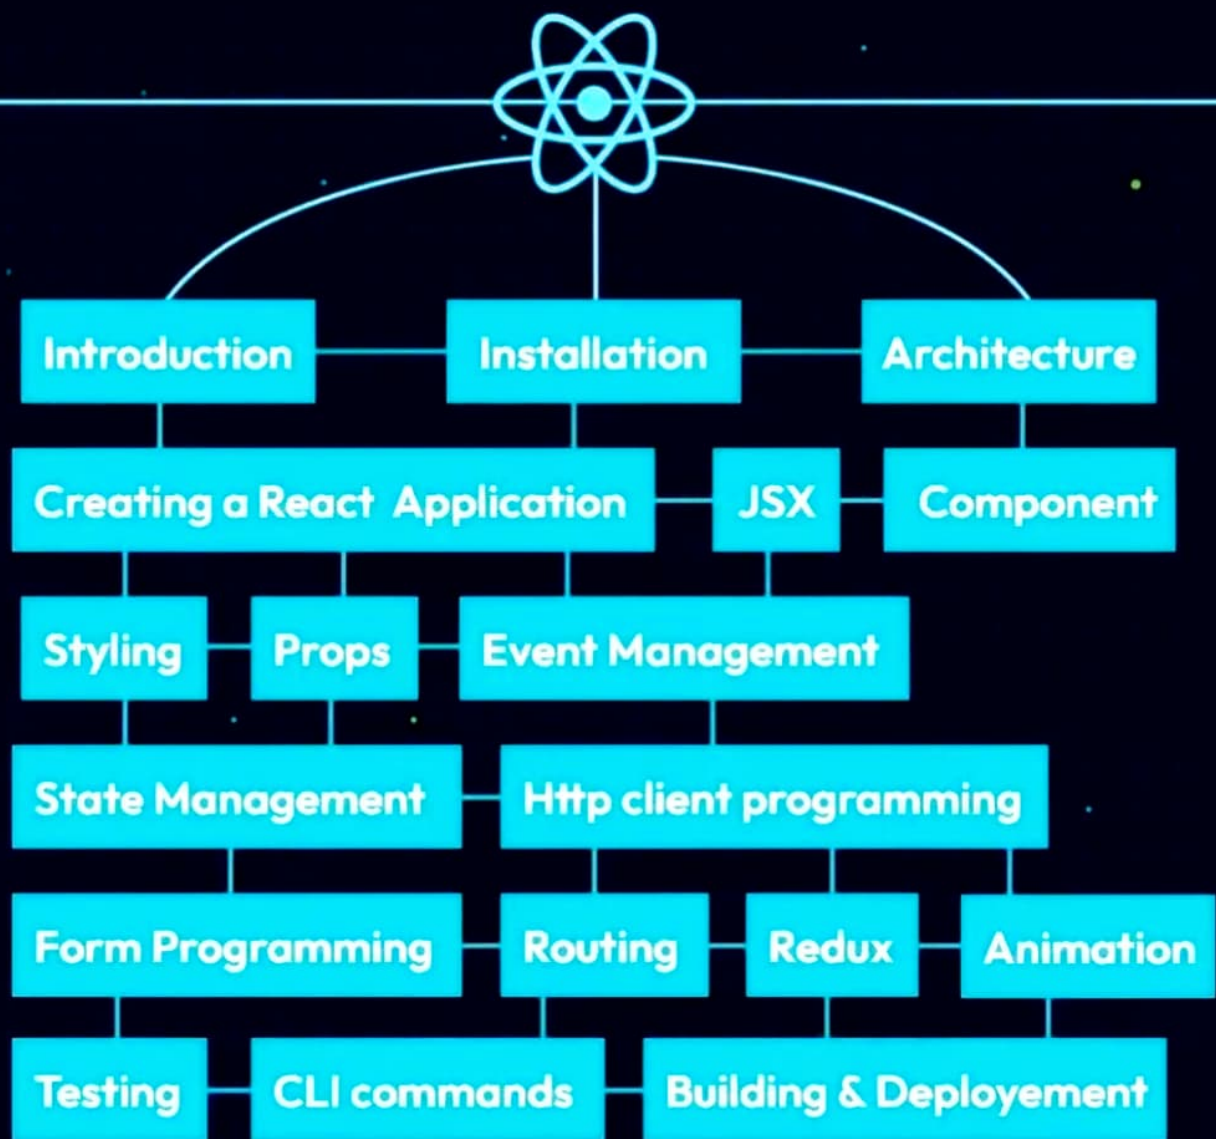 Introduction
Installation
Architecture
Creating a React Application
JSX
Component
Styling
Props
Event Management
State Management
Http client programming
Form Programming
Routing
Redux
Animation
Testing
CLI commands
Building & Deployement